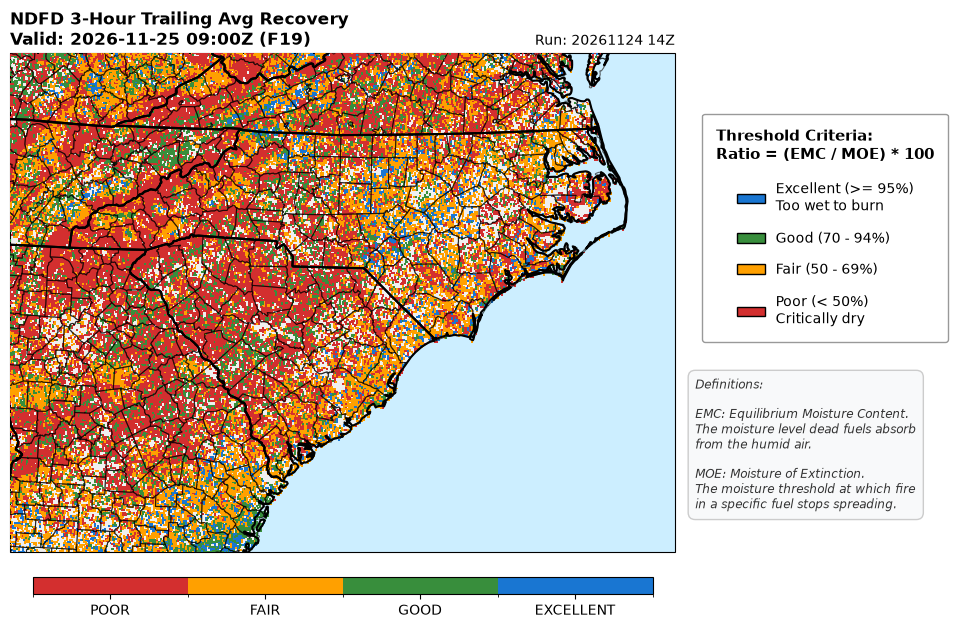 NDFD 3-Hour Trailing Avg Recovery
Valid: 2026-11-25 09:00Z (F19)
Run: 20261124 14Z
Threshold Criteria:
Ratio = (EMC / MOE) * 100
Excellent (>= 95%)
Too wet to burn
Good (70 - 94%)
Fair (50 - 69%)
Poor (< 50%)
Critically dry
Definitions:
EMC: Equilibrium Moisture Content.
The moisture level dead fuels absorb
from the humid air.
MOE: Moisture of Extinction.
The moisture threshold at which fire
in a specific fuel stops spreading.
POOR
FAIR
GOOD
EXCELLENT